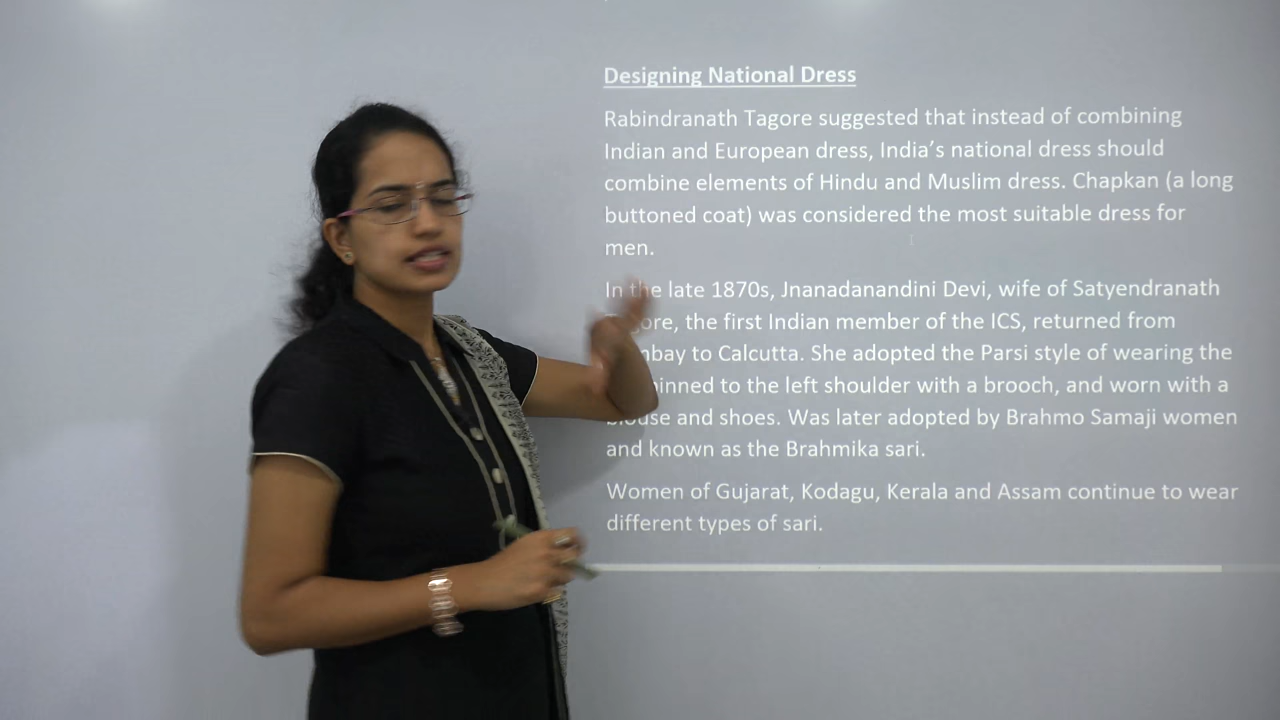 Designing National Dress
Rabindranath Tagore suggested that instead of combining
Indian and European dress, India's national dress should
combine elements of Hindu and Muslim dress. Chapkan (a long
buttoned coat) was considered the most suitable dress for
men.
In the late 1870s, Jnanadanandini Devi, wife of Satyendranath
the first Indian member of the ICS, returned from
to Calcutta. She adopted the Parsi style of wearing the
to the left shoulder with a brooch, and worn with a
blouse and shoes. Was later adopted by Brahmo Samaji women
and known as the Brahmika sari.
Women of Gujarat, Kodagu, Kerala and Assam continue to wear
different types of sari.